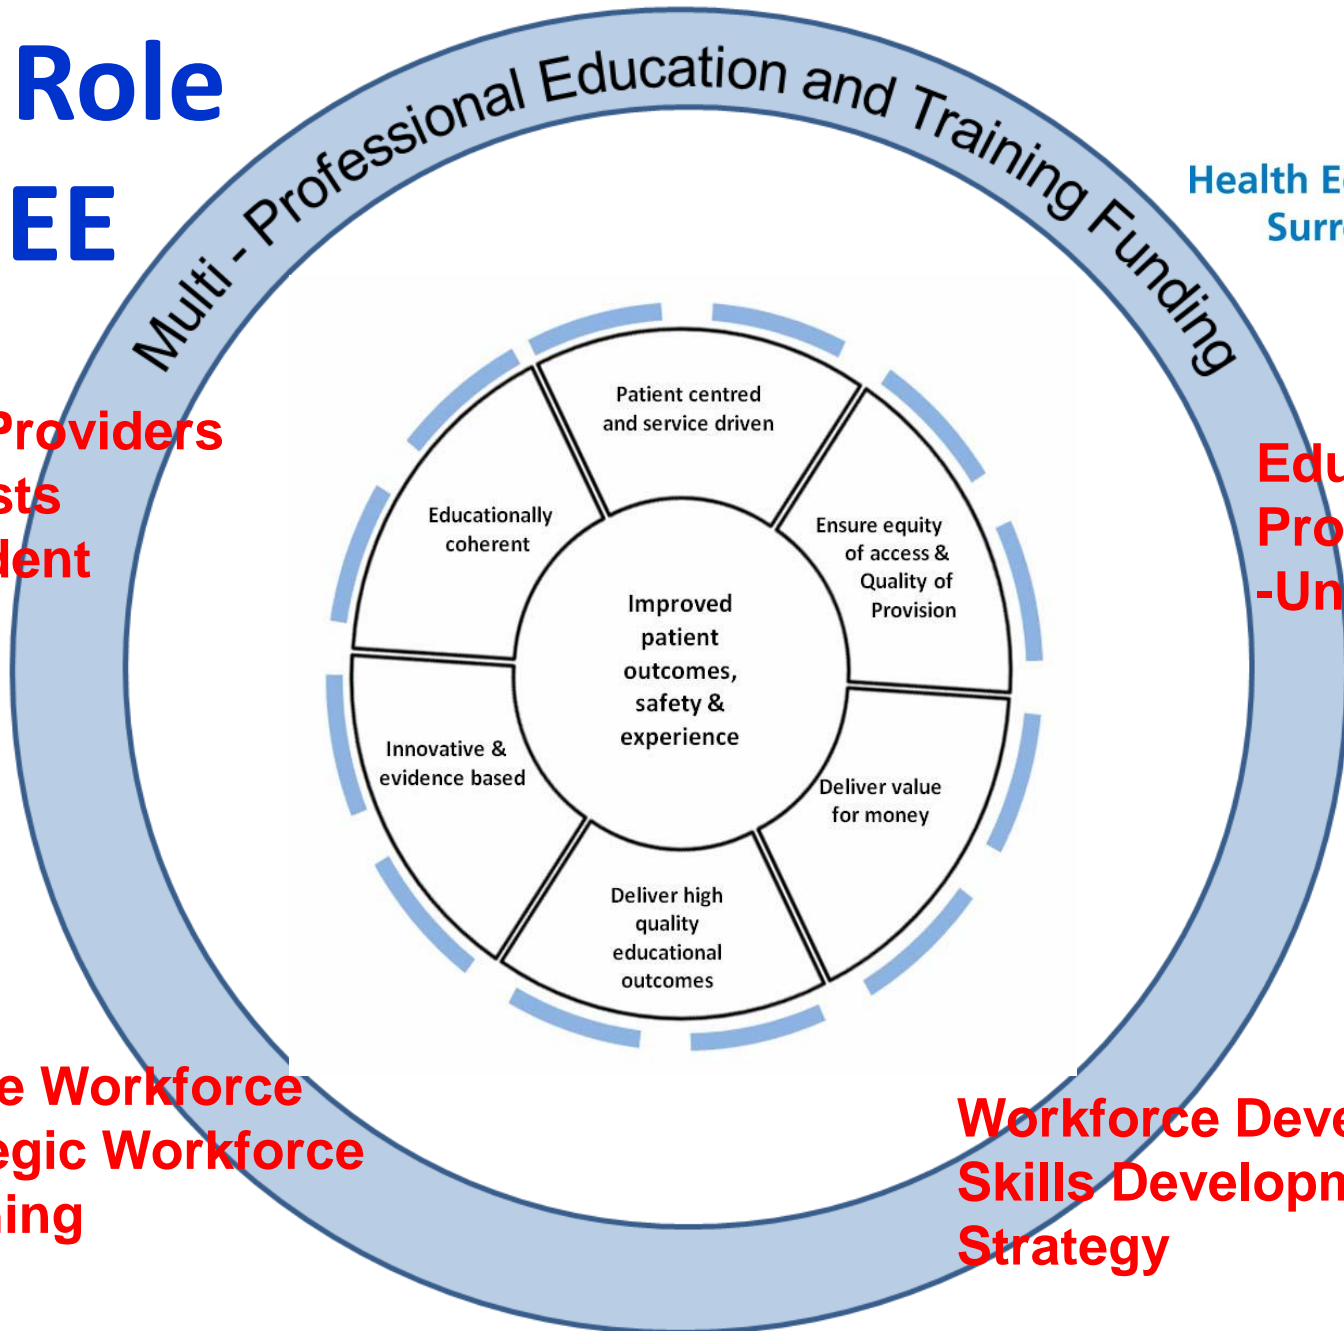 Role
EE
Multi - Professional Education and Training Funding
Health E
Surr
Providers
sts
dent
Edu
Pro
-Un
Patient centred
and service driven
Educationally
coherent
Ensure equity
of access &
Quality of
Provision
Improved
patient
outcomes,
safety &
experience
Innovative &
evidence based
Deliver value
for money
Deliver high
quality
educational
outcomes
e Workforce
egic Workforce
ing
Workforce Deve
Skills Developm
Strategy